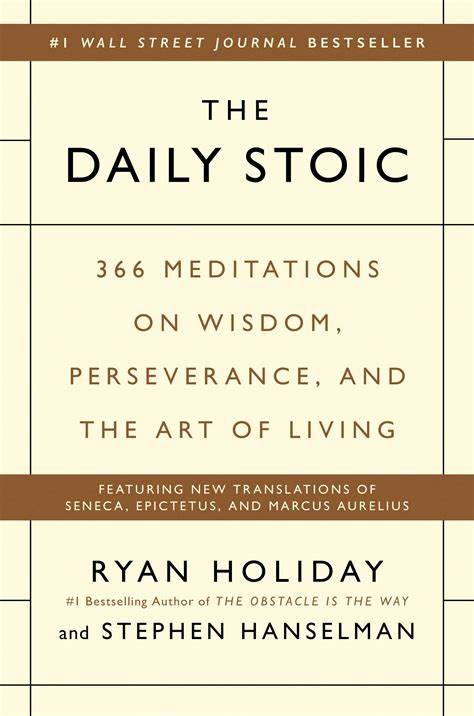 #1 WALL STREET JOURNAL BESTSELLER
THE
DAILY STOIC
366 MEDITATIONS
ON WISDOM,
PERSEVERANCE, AND
THE ART OF LIVING
FEATURING NEW TRANSLATIONS OF
SENECA, EPICTETUS, AND MARCUS AURELIUS
RYAN HOLIDAY
#1 Bestselling Author of THE OBSTACLE IS THE WAY
and STEPHEN HANSELMAN